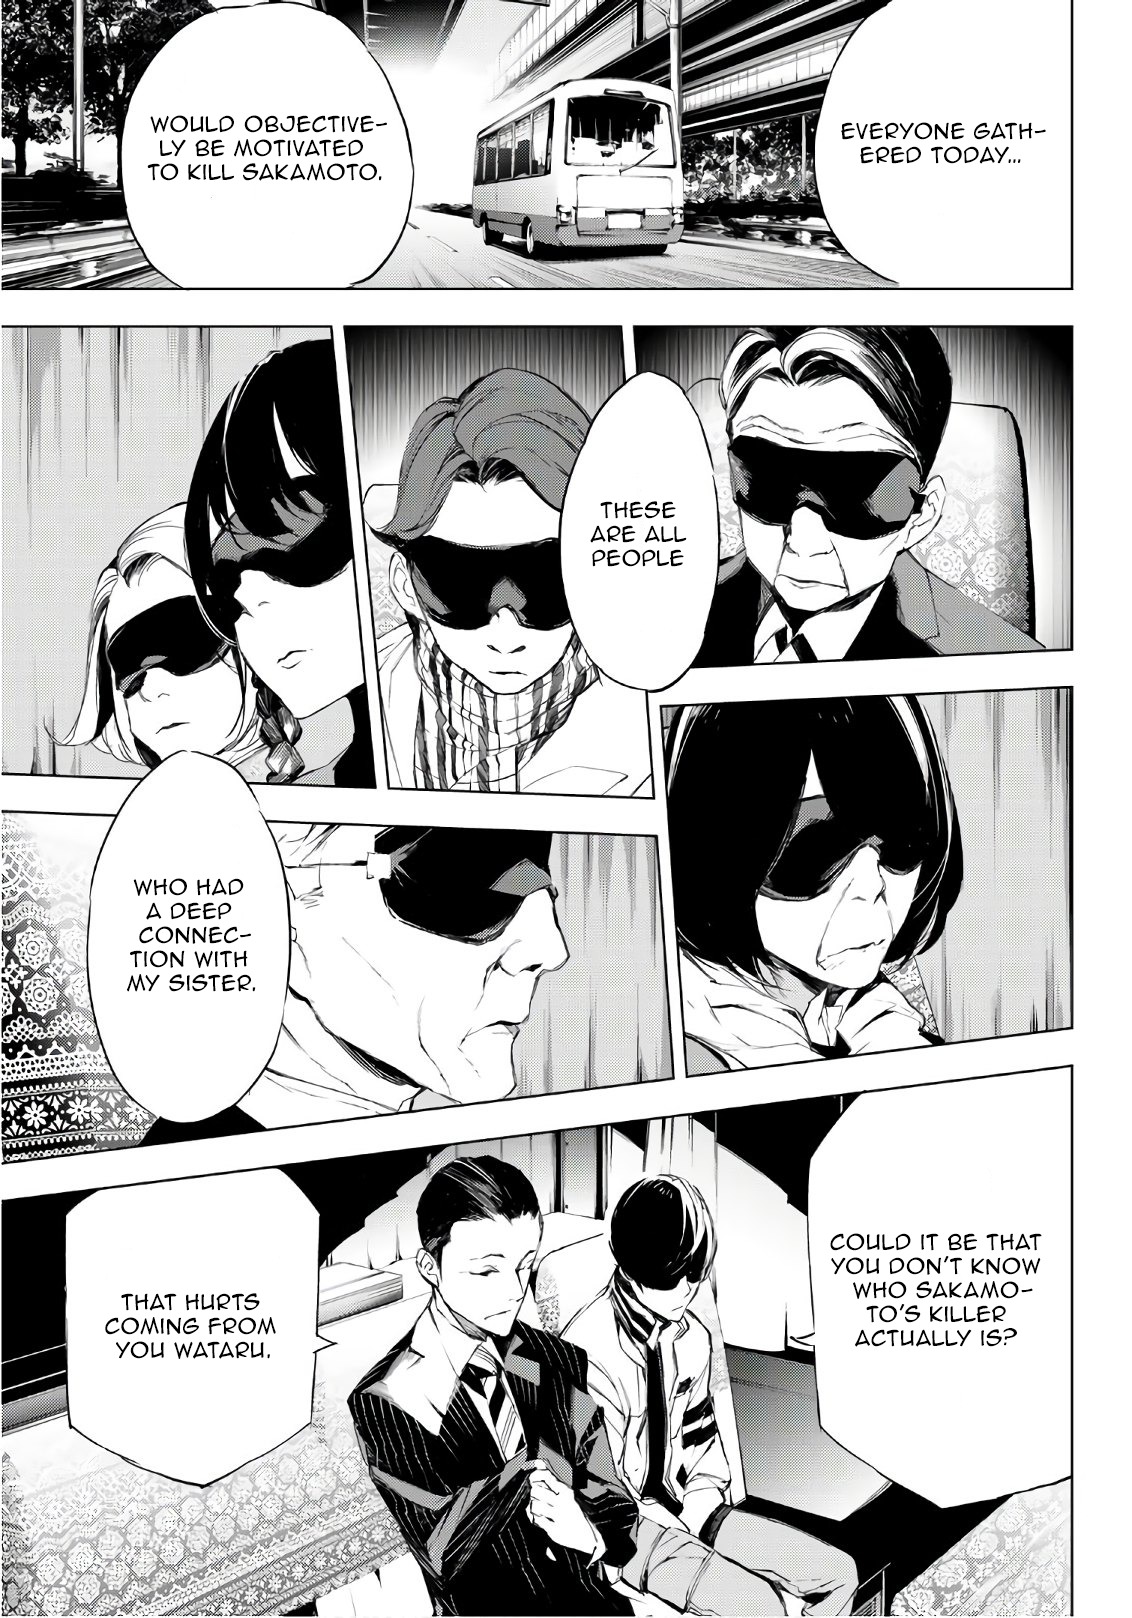 EVERYONE GATH-
ERED TODAY...
WOULD OBJECTIVE-
LY BE MOTIVATED
TO KILL SAKAMOTO.
THESE
ARE ALL
PEOPLE
WHO HAD
A DEEP
CONNEC-
TION WITH
MY SISTER.
COULD IT BE THAT
YOU DON'T KNOW
WHO SAKAMO-
TO'S KILLER
ACTUALLY IS?
THAT HURTS
COMING FROM
YOU WATARU.